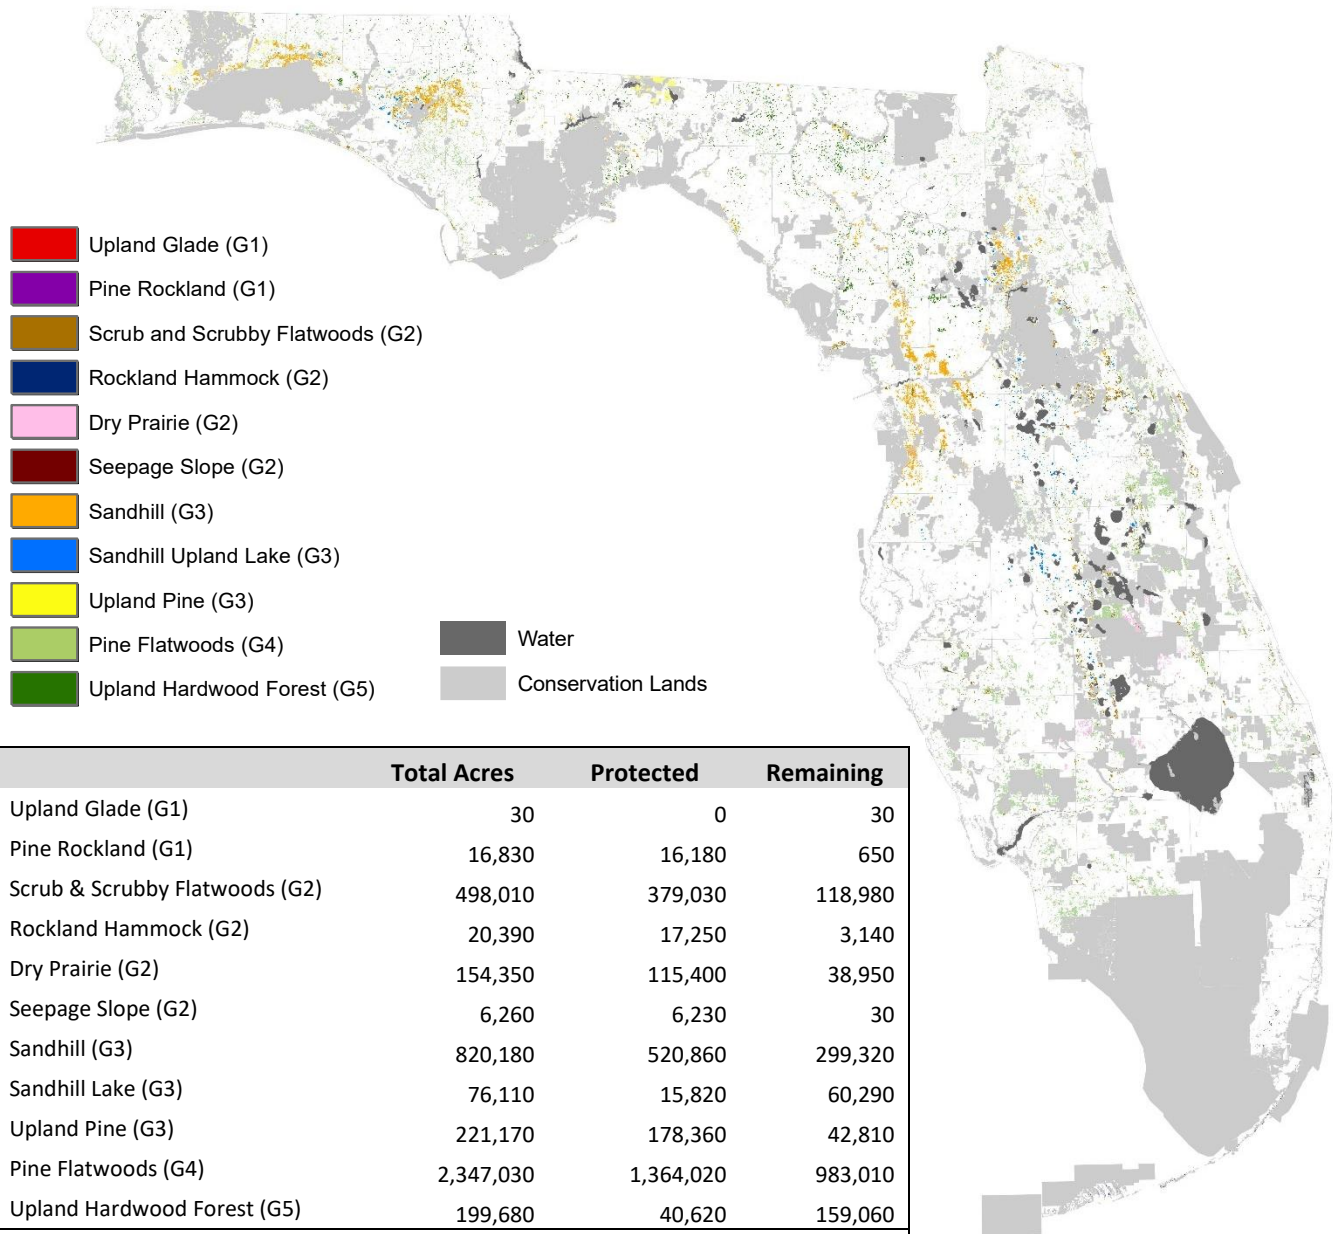 Upland Glade (G1)
Pine Rockland (G1)
Scrub and Scrubby Flatwoods (G2)
Rockland Hammock (G2)
Dry Prairie (G2)
Seepage Slope (G2)
Sandhill (G3)
Sandhill Upland Lake (G3)
Upland Pine (G3)
Pine Flatwoods (G4)
Upland Hardwood Forest (G5)
Water
Conservation Lands
Total Acres Protected Remaining
Upland Glade (G1) 30 0 30
Pine Rockland (G1) 16,830 16,180 650
Scrub & Scrubby Flatwoods (G2) 498,010 379,030 118,980
Rockland Hammock (G2) 20,390 17,250 3,140
Dry Prairie (G2) 154,350 115,400 38,950
Seepage Slope (G2) 6,260 6,230 30
Sandhill (G3) 820,180 520,860 299,320
Sandhill Lake (G3) 76,110 15,820 60,290
Upland Pine (G3) 221,170 178,360 42,810
Pine Flatwoods (G4) 2,347,030 1,364,020 983,010
Upland Hardwood Forest (G5) 199,680 40,620 159,060